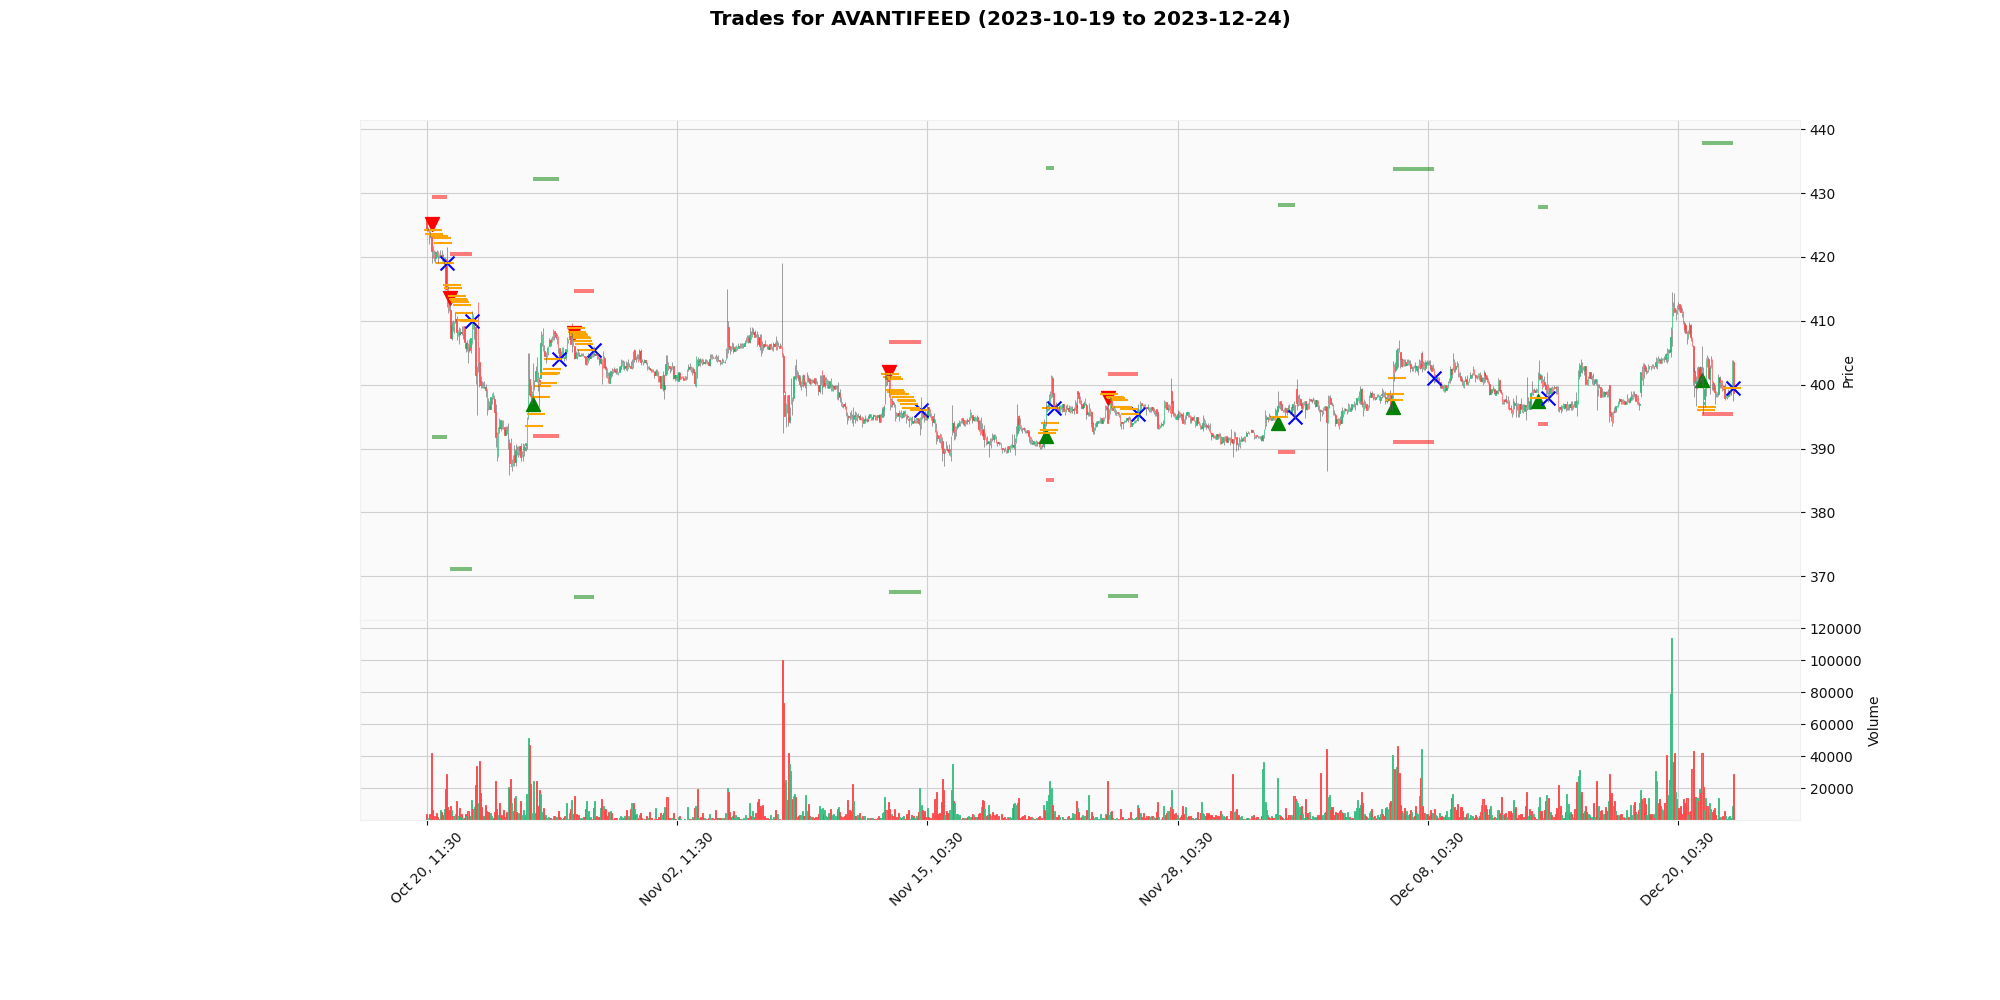 Trades for AVANTIFEED (2023-10-19 to 2023-12-24)
440
430
420
410
400
390
380
370
Price
120000
100000
80000
60000
40000
20000
Volume
Oct 20, 11:30
Nov 02, 11:30
Nov 15, 10:30
Nov 28, 10:30
Dec 08, 10:30
Dec 20, 10:30